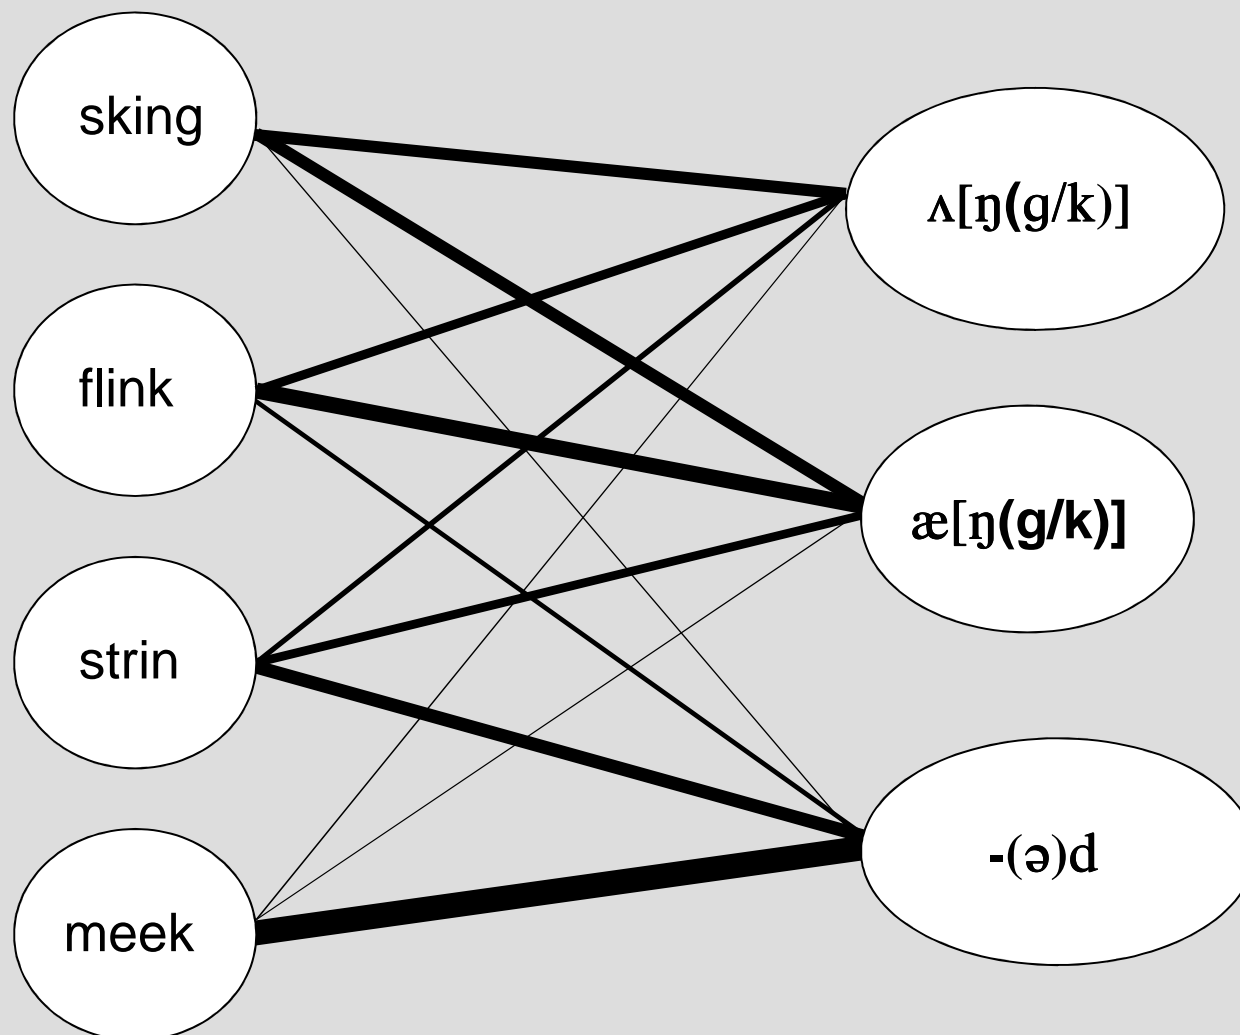 sking
flink
strin
meek
ʌ[ŋ(g/k)]
æ[ŋ(g/k)]
-(ə)d